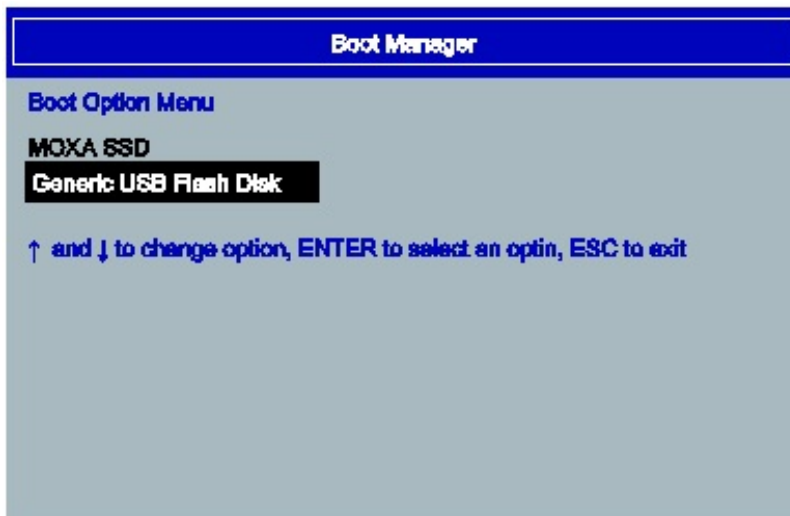 Boot Manager
Boot Option Menu
MOXA SSD
Generic USB Flash Disk
↑ and ↓ to change option, ENTER to select an optin, ESC to exit